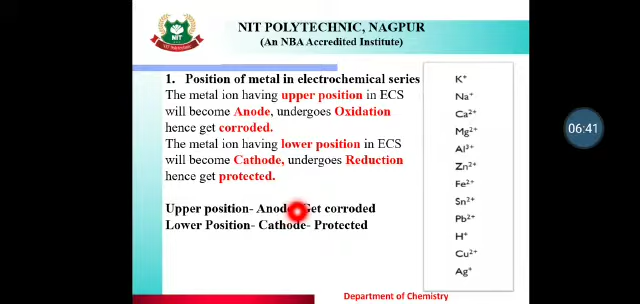 NIT POLYTECHNIC, NAGPUR
(An NBA Accredited Institute)
NIT
1. Position of metal in electrochemical series
The metal ion having upper position in ECS
will become Anode, undergoes Oxidation
hence get corroded.
The metal ion having lower position in ECS
will become Cathode, undergoes Reduction
hence get protected.
Upper position- Anode- Get corroded
Lower Position- Cathode- Protected
K⁺
Na⁺
Ca²⁺
Mg²⁺
Al³⁺
Zn²⁺
Fe²⁺
Sn²⁺
Pb²⁺
H⁺
Cu²⁺
Ag⁺
06:41
Department of Chemistry